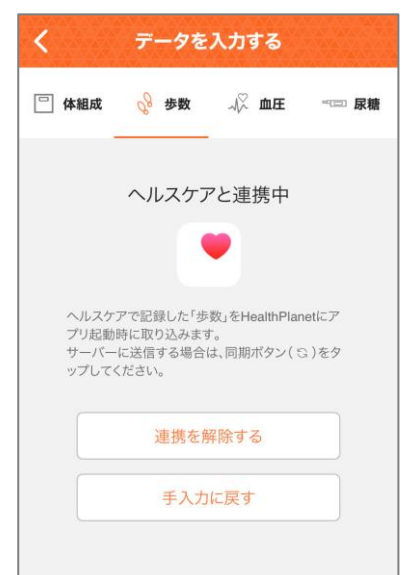 データを入力する
体組成
歩数
血圧
尿糖
ヘルスケアと連携中
ヘルスケアで記録した「歩数」をHealthPlanetにア
プリ起動時に取り込みます。
サーバーに送信する場合は、同期ボタン( )をタ
ップしてください。
連携を解除する
手入力に戻す